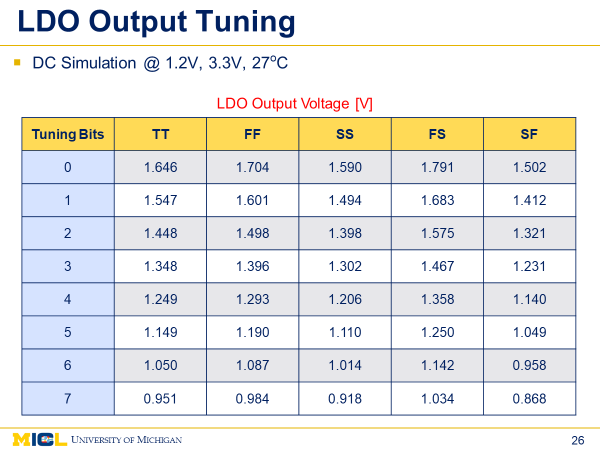 LDO Output Tuning
DC Simulation @ 1.2V, 3.3V, 27°C
LDO Output Voltage [V]
Tuning Bits TT FF SS FS SF
0 1.646 1.704 1.590 1.791 1.502
1 1.547 1.601 1.494 1.683 1.412
2 1.448 1.498 1.398 1.575 1.321
3 1.348 1.396 1.302 1.467 1.231
4 1.249 1.293 1.206 1.358 1.140
5 1.149 1.190 1.110 1.250 1.049
6 1.050 1.087 1.014 1.142 0.958
7 0.951 0.984 0.918 1.034 0.868
MICL UNIVERSITY OF MICHIGAN 26